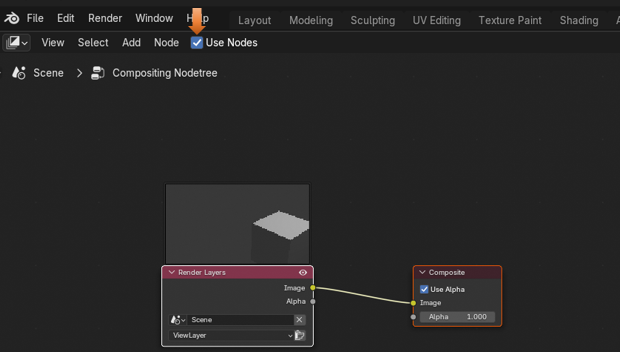 File Edit Render Window Help Layout Modeling Sculpting UV Editing Texture Paint Shading
View Select Add Node Use Nodes
Scene Compositing Nodetree
Render Layers
Image
Alpha
Scene
ViewLayer
Composite
Use Alpha
Image
Alpha 1.000